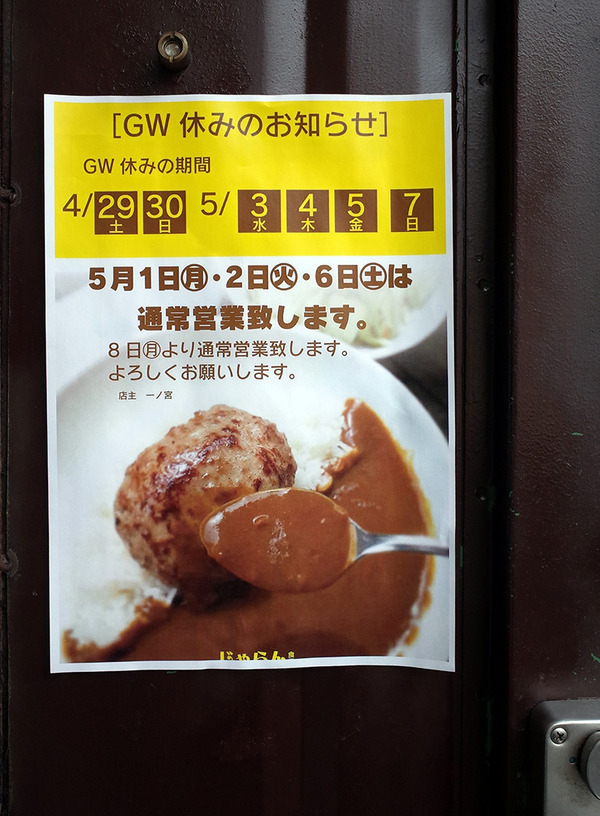 ［GW 休みのお知らせ］
GW 休みの期間
4/ 29 30 5/ 3 4 5 7
土 日 水 木 金 日
5月1日㊊・2日㊋・6日㊏は
通常営業致します。
8日㊊より通常営業致します。
よろしくお願いします。
店主　一ノ宮
じゃらん